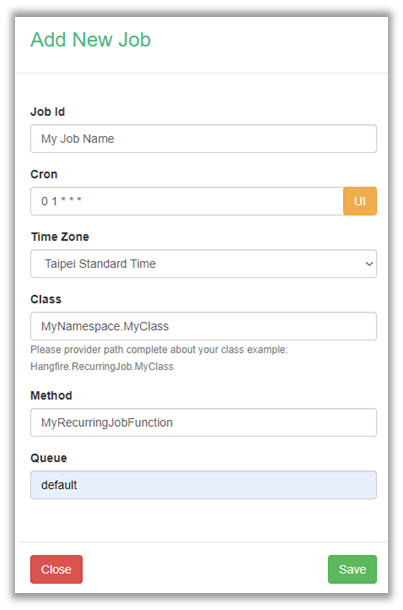 Add New Job
Job Id
My Job Name
Cron
0 1 * * *
UI
Time Zone
Taipei Standard Time
Class
MyNamespace.MyClass
Please provider path complete about your class example:
Hangfire.RecurringJob.MyClass
Method
MyRecurringJobFunction
Queue
default
Close
Save